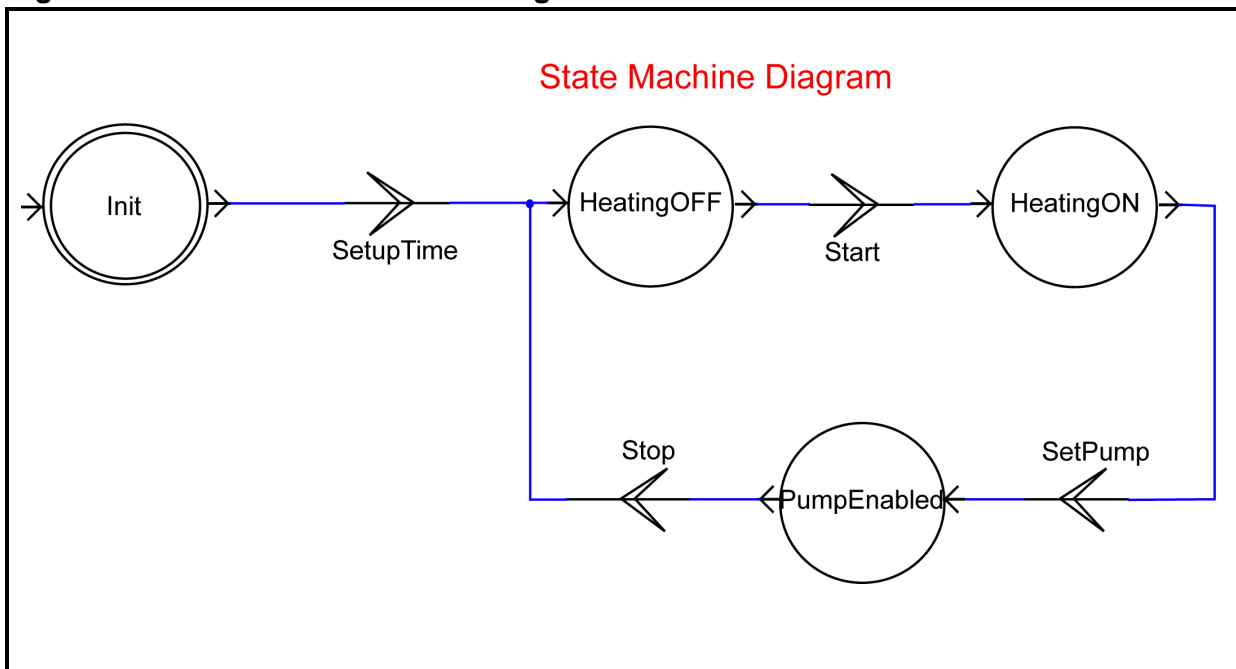 State Machine Diagram
Init
HeatingOFF
HeatingON
SetupTime
Start
Stop
SetPump
PumpEnabled